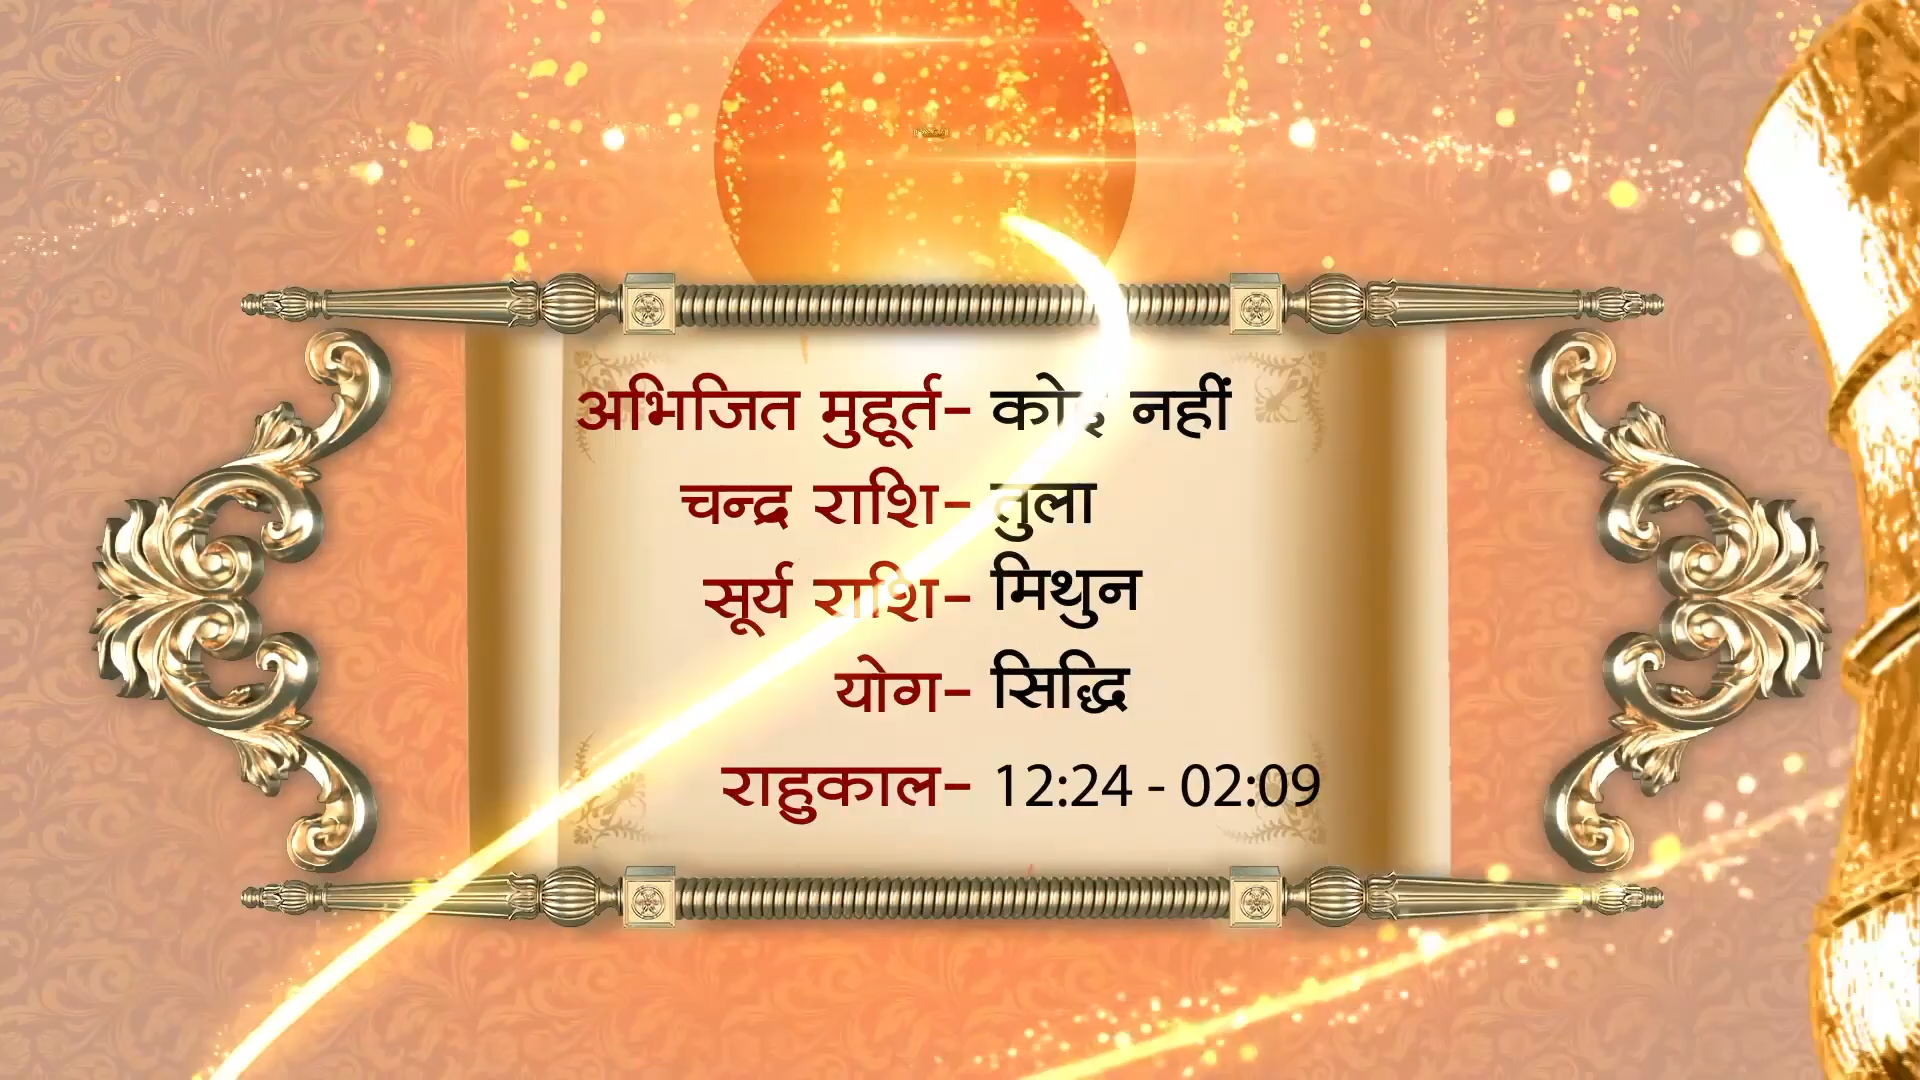 अभिजित मुहूर्त- कोई नहीं
चन्द्र राशि- तुला
सूर्य राशि- मिथुन
योग- सिद्धि
राहुकाल- 12:24 - 02:09